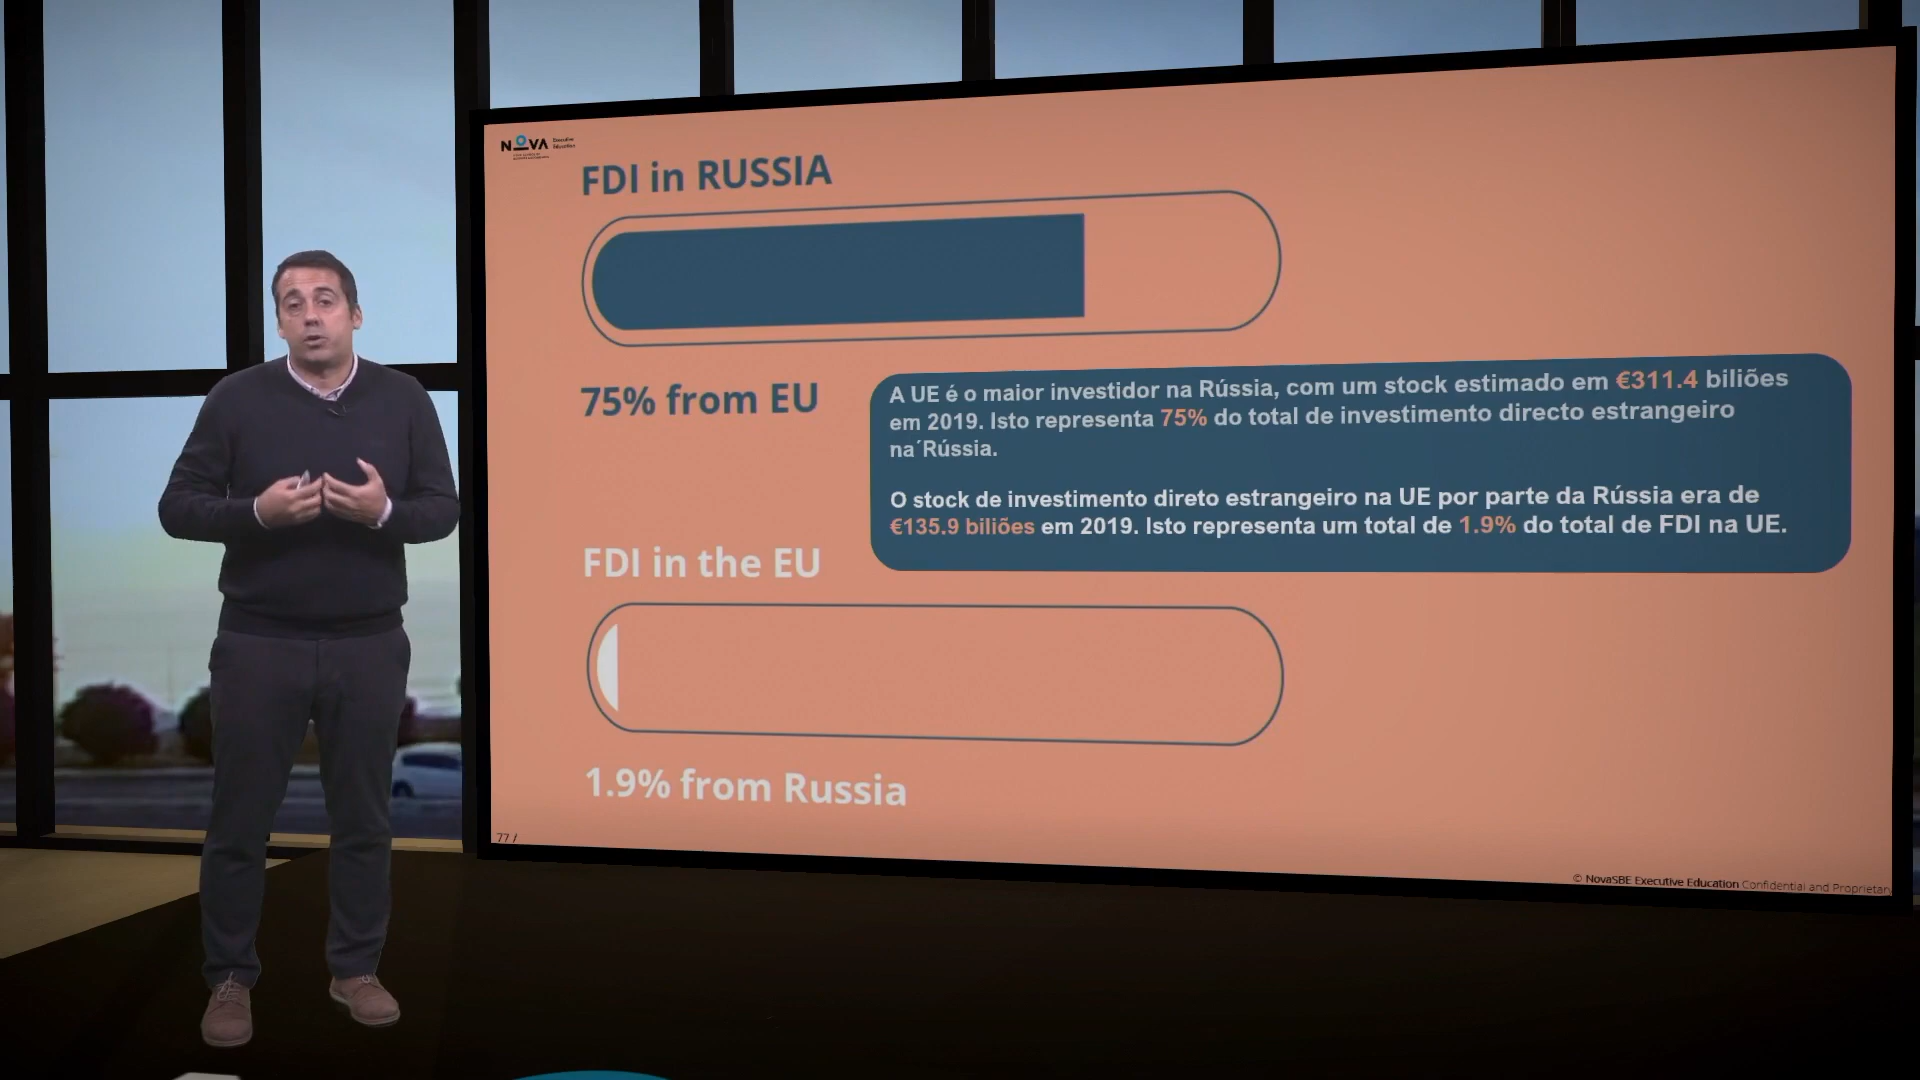 NOVA Executive
Education
FDI in RUSSIA
75% from EU
A UE é o maior investidor na Rússia, com um stock estimado em €311.4 biliões
em 2019. Isto representa 75% do total de investimento directo estrangeiro
na´Rússia.
O stock de investimento direto estrangeiro na UE por parte da Rússia era de
€135.9 biliões em 2019. Isto representa um total de 1.9% do total de FDI na UE.
FDI in the EU
1.9% from Russia
77 /
© NovaSBE Executive Education Confidential and Proprietary